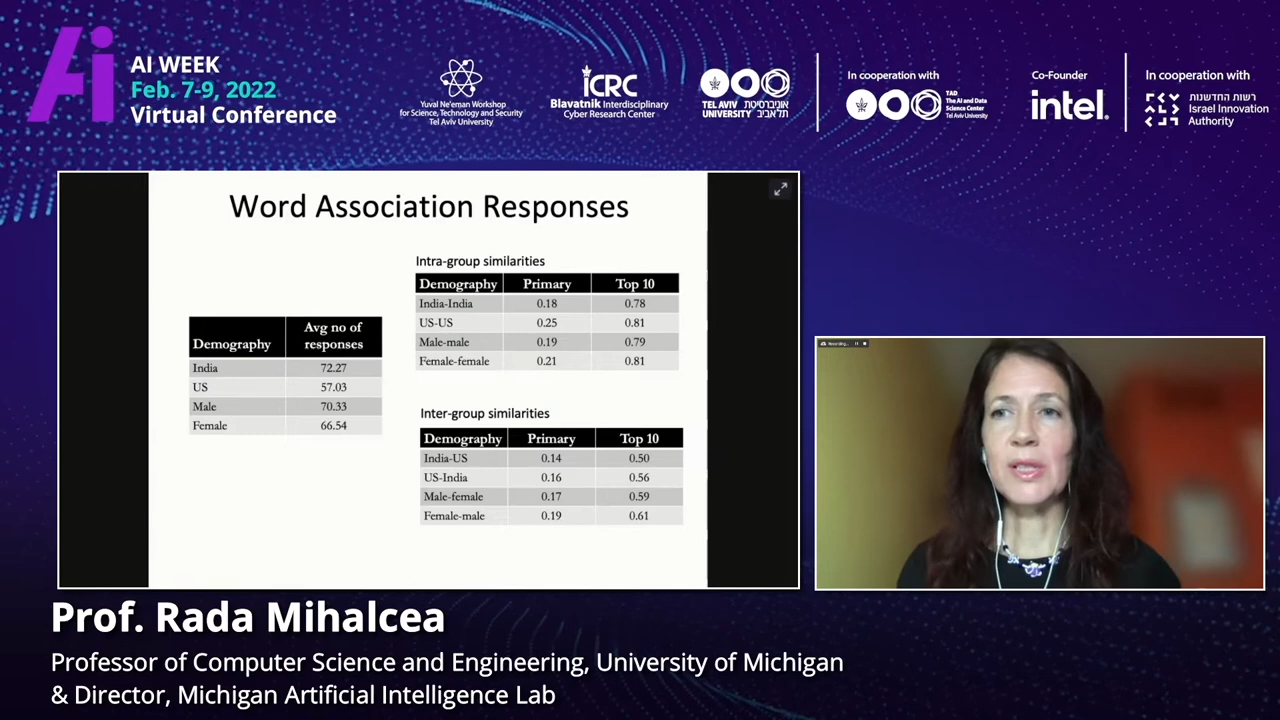 Ai
AI WEEK
Feb. 7-9, 2022
Virtual Conference
Yuval Ne'eman Workshop
for Science, Technology and Security
Tel Aviv University
iCRC
Blavatnik Interdisciplinary
Cyber Research Center
TEL AVIV UNIVERSITY אוניברסיטת תל אביב
In cooperation with
TAD
The AI and Data
Science Center
Tel Aviv University
Co-Founder
intel.
In cooperation with
רשות החדשנות
Israel Innovation
Authority
Word Association Responses
Demography Avg no of responses
India 72.27
US 57.03
Male 70.33
Female 66.54
Intra-group similarities
Demography Primary Top 10
India-India 0.18 0.78
US-US 0.25 0.81
Male-male 0.19 0.79
Female-female 0.21 0.81
Inter-group similarities
Demography Primary Top 10
India-US 0.14 0.50
US-India 0.16 0.56
Male-female 0.17 0.59
Female-male 0.19 0.61
Recording...
Prof. Rada Mihalcea
Professor of Computer Science and Engineering, University of Michigan
& Director, Michigan Artificial Intelligence Lab